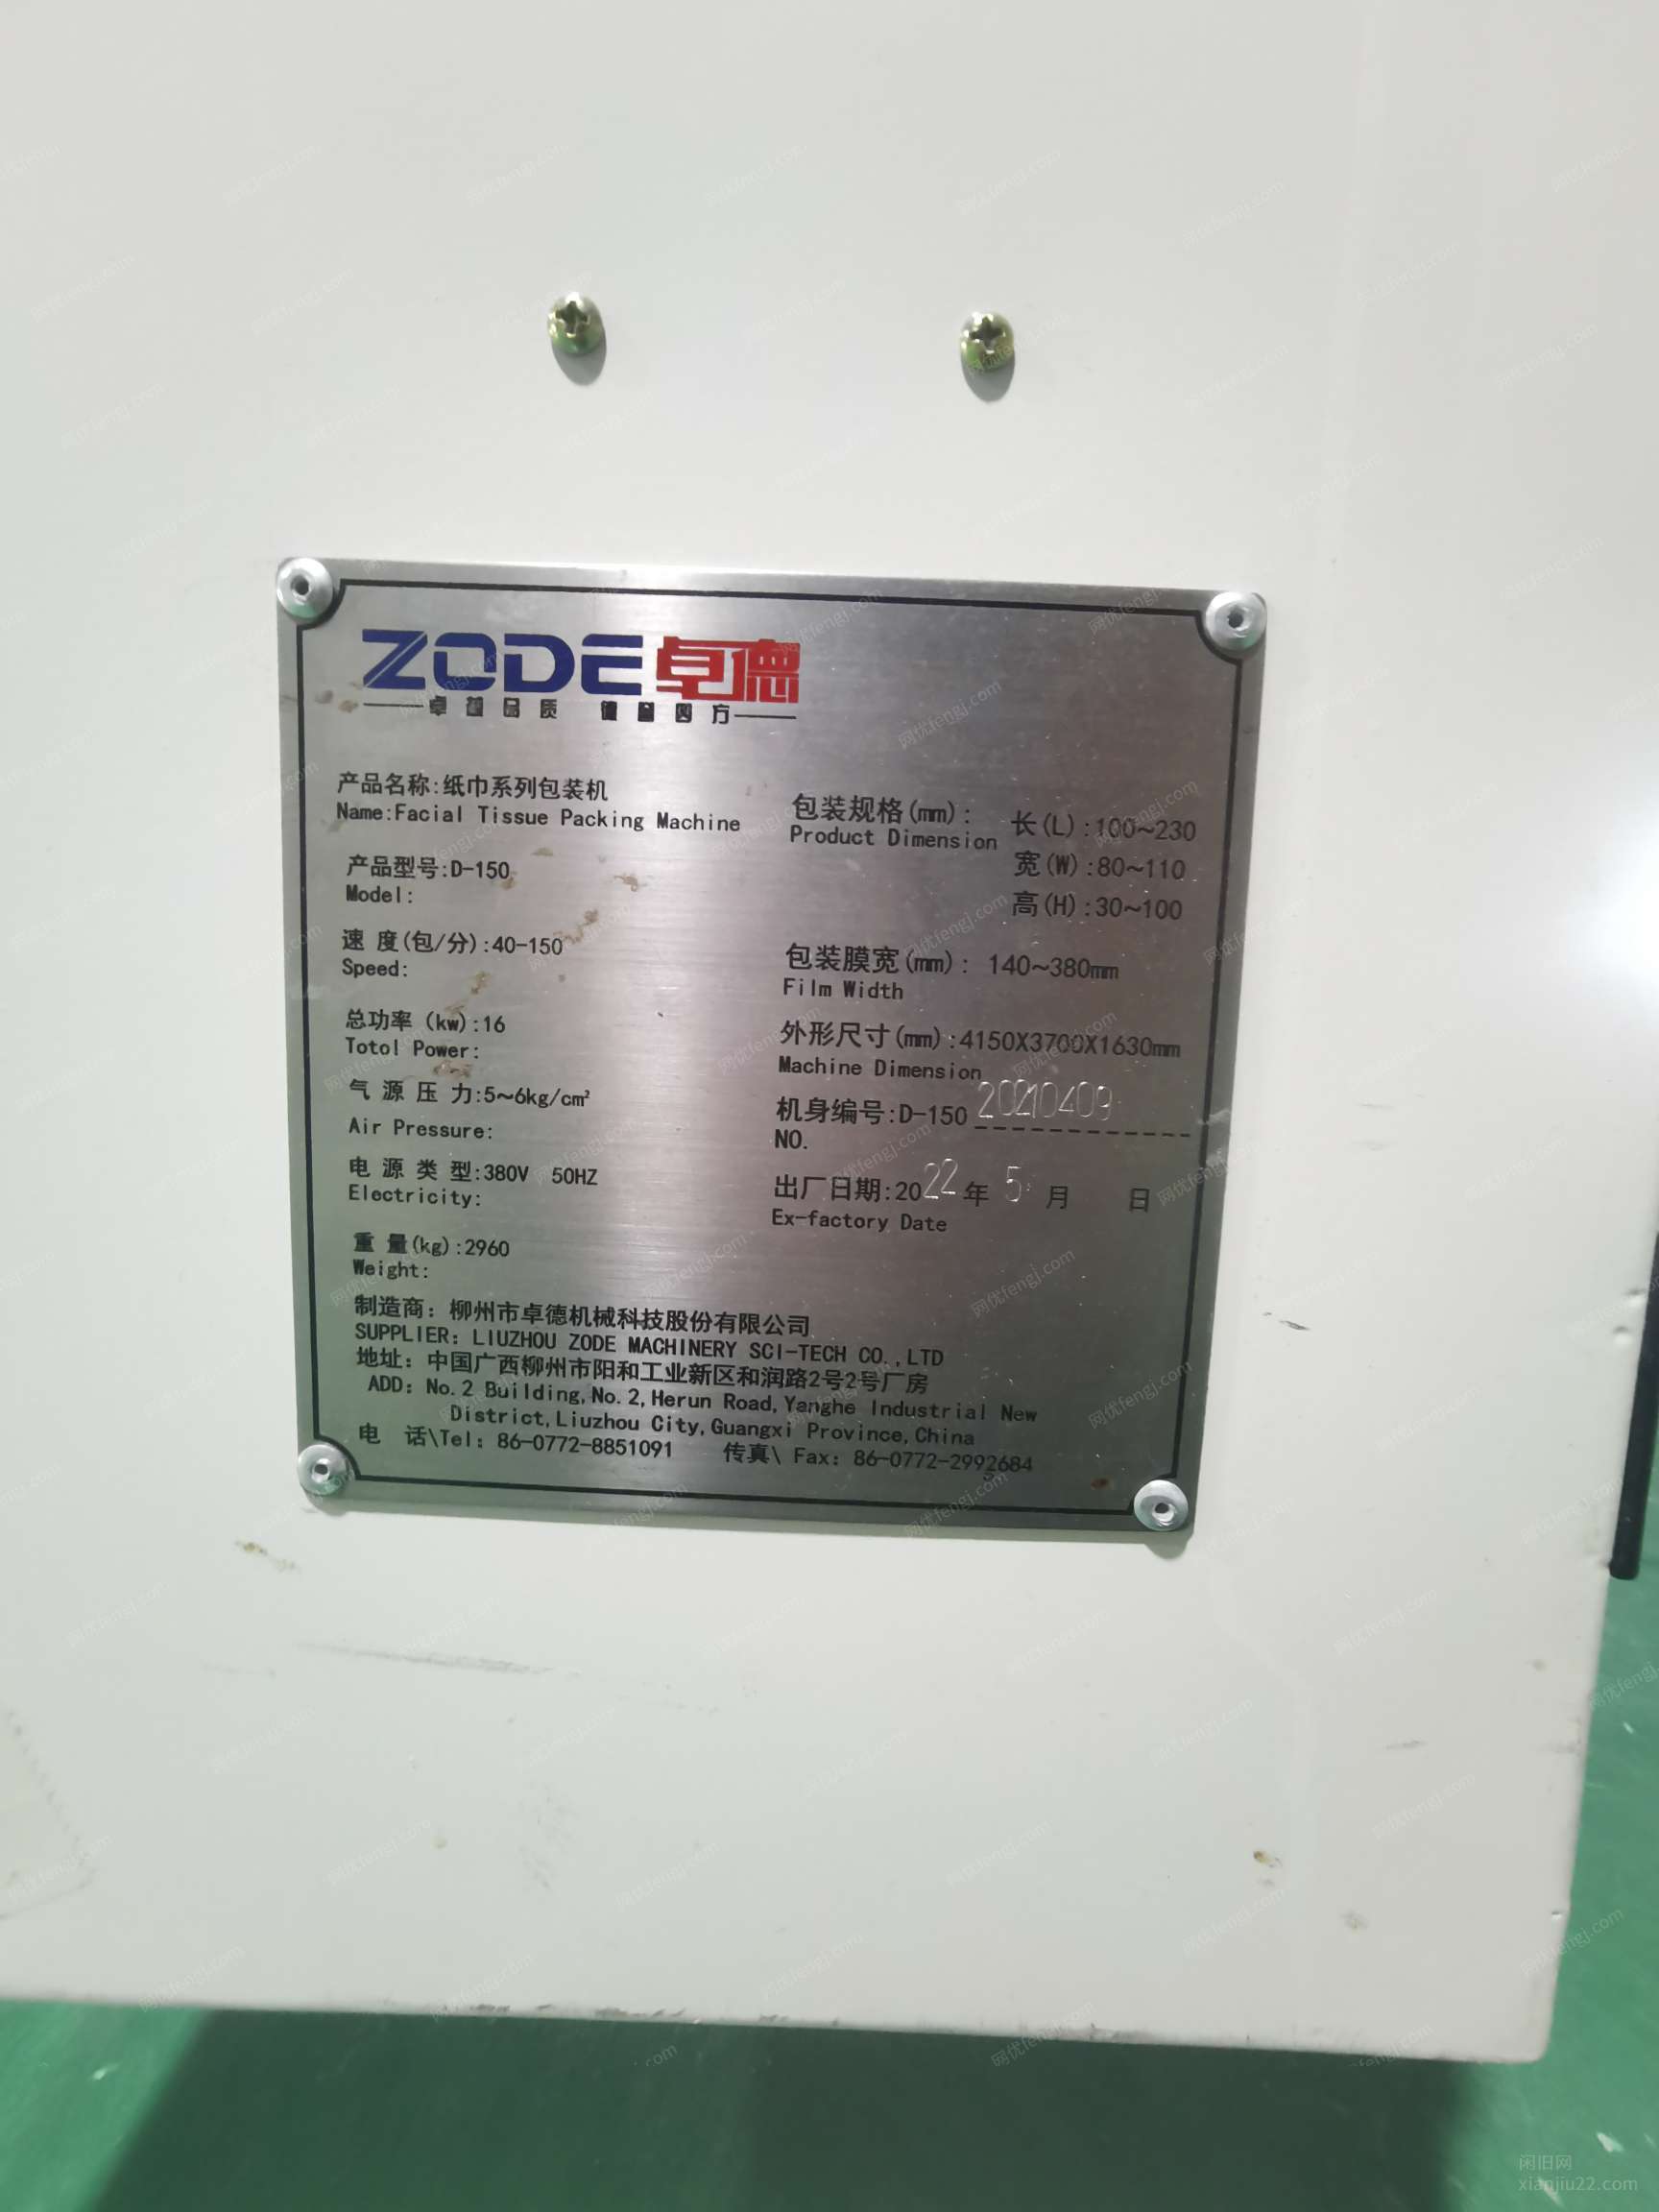 ZODE卓德
卓越品质 德馨四方
产品名称:纸巾系列包装机
Name:Facial Tissue Packing Machine
产品型号:D-150
Model:
速 度(包/分):40-150
Speed:
总功率 (kw):16
Totol Power:
气 源 压 力:5~6kg/cm²
Air Pressure:
电 源 类 型:380V 50HZ
Electricity:
重 量(kg):2960
Weight:
包装规格(mm): 长(L):100~230
Product Dimension
宽(W):80~110
高(H):30~100
包装膜宽(mm): 140~380mm
Film Width
外形尺寸(mm):4150X3700X1630mm
Machine Dimension
机身编号:D-150 20210409
NO.
出厂日期:2022年 5 月 日
Ex-factory Date
制造商: 柳州市卓德机械科技股份有限公司
SUPPLIER: LIUZHOU ZODE MACHINERY SCI-TECH CO.,LTD
地址: 中国广西柳州市阳和工业新区和润路2号2号厂房
ADD: No.2 Building,No.2,Herun Road,Yanghe Industrial New
District,Liuzhou City,Guangxi Province,China
电 话\Tel: 86-0772-8851091 传真\ Fax: 86-0772-2992684
闲旧网
xianjiu22.com